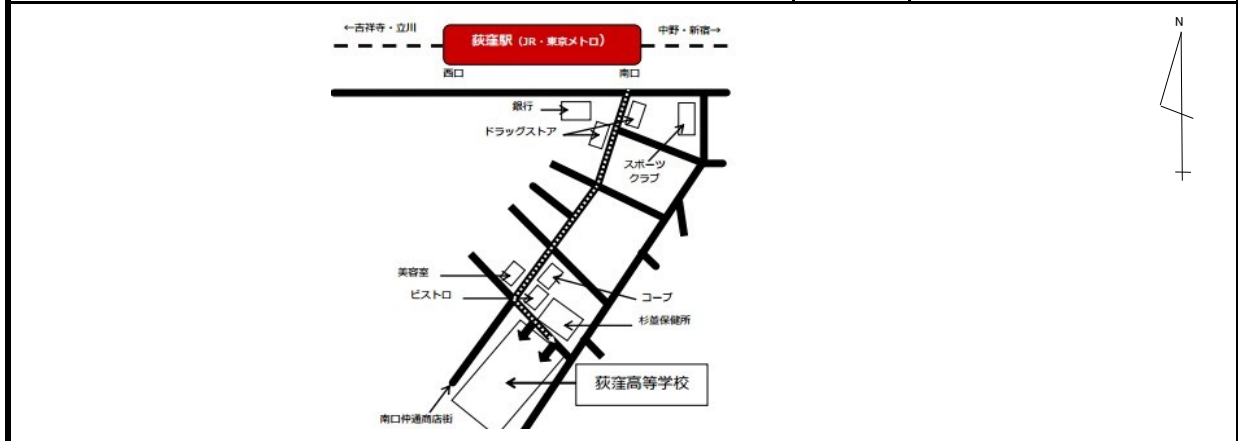 N
←吉祥寺・立川
荻窪駅（JR・東京メトロ）
中野・新宿→
西口
南口
銀行
ドラッグストア
スポーツ
クラブ
美容室
ビストロ
コープ
杉並保健所
荻窪高等学校
南口仲通商店街